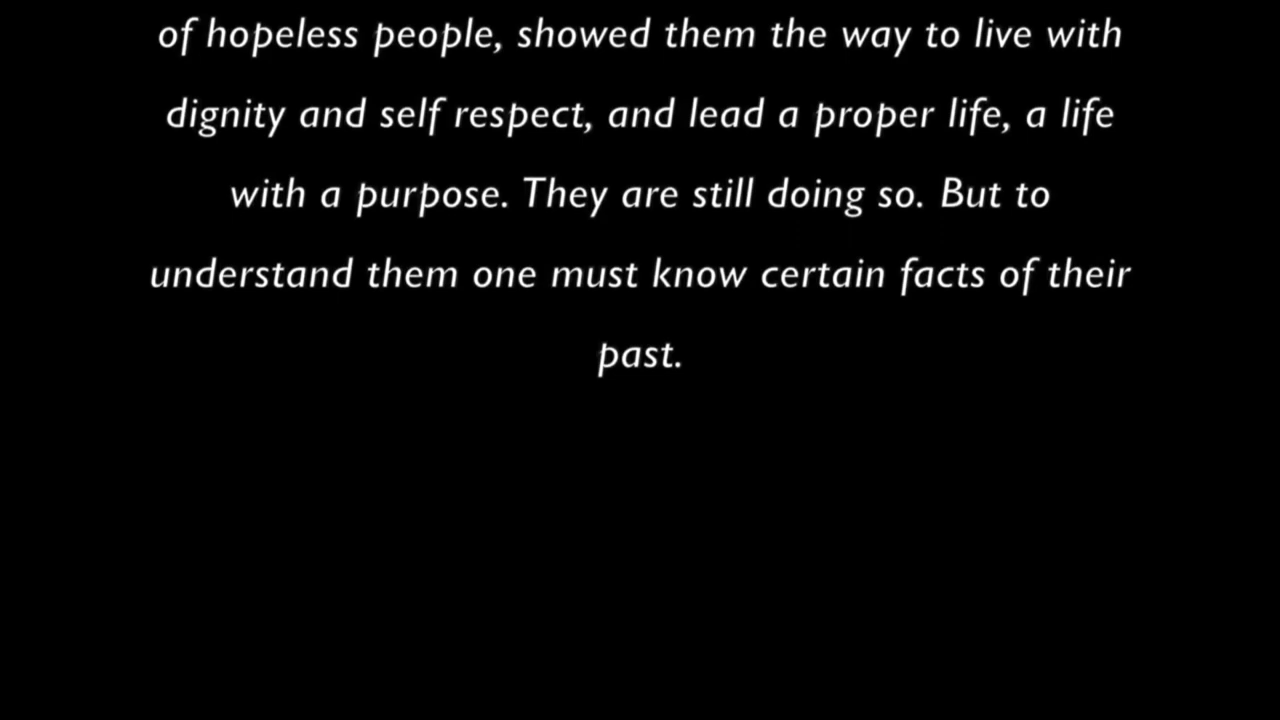 of hopeless people, showed them the way to live with
dignity and self respect, and lead a proper life, a life
with a purpose. They are still doing so. But to
understand them one must know certain facts of their
past.